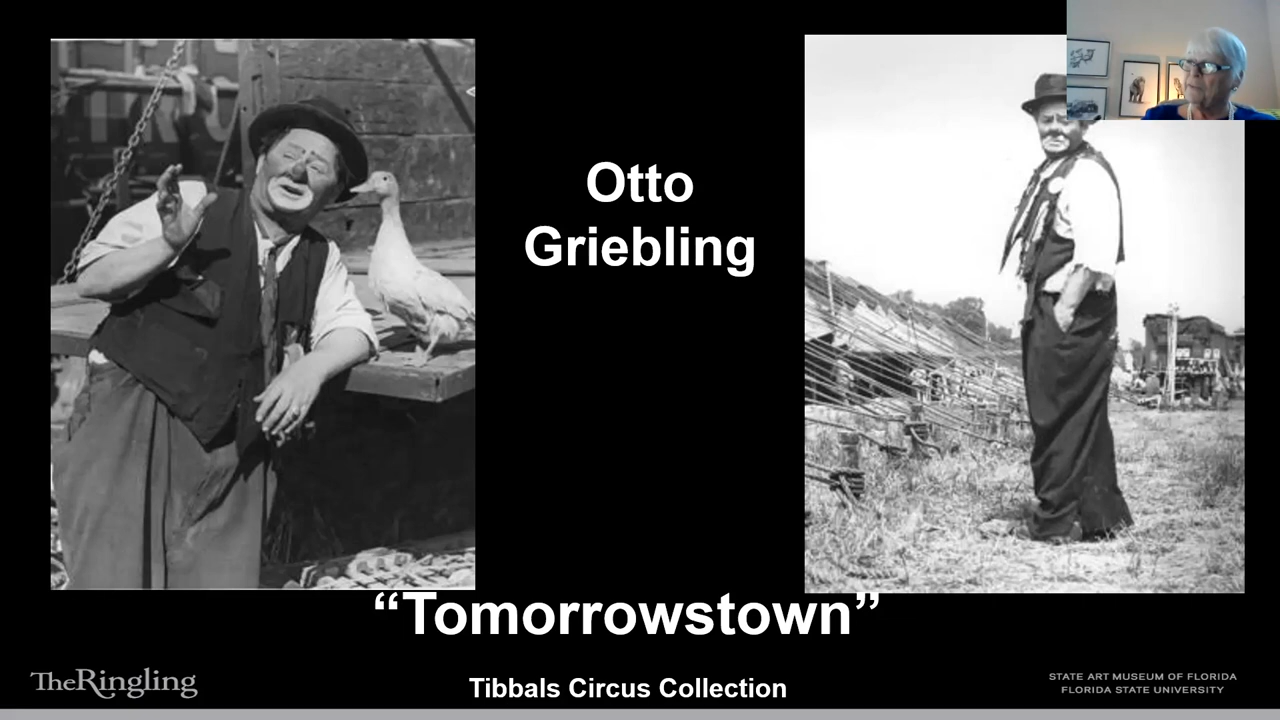 Otto
Griebling
“Tomorrowstown”
TheRingling
Tibbals Circus Collection
STATE ART MUSEUM OF FLORIDA
FLORIDA STATE UNIVERSITY